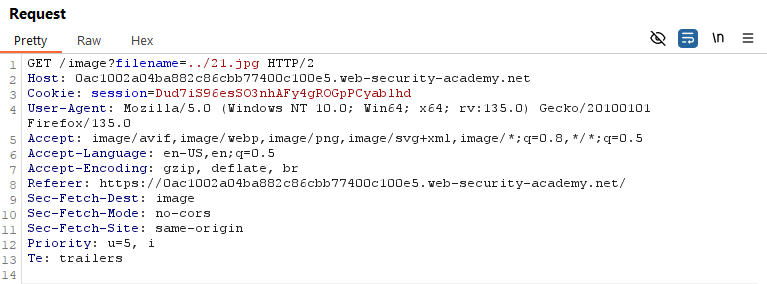 Request
Pretty Raw Hex \n
1 GET /image?filename=../21.jpg HTTP/2
2 Host: 0ac1002a04ba882c86cbb77400c100e5.web-security-academy.net
3 Cookie: session=Dud7iS96esSO3nhAFy4gROGpPCyablhd
4 User-Agent: Mozilla/5.0 (Windows NT 10.0; Win64; x64; rv:135.0) Gecko/20100101
Firefox/135.0
5 Accept: image/avif,image/webp,image/png,image/svg+xml,image/*;q=0.8,*/*;q=0.5
6 Accept-Language: en-US,en;q=0.5
7 Accept-Encoding: gzip, deflate, br
8 Referer: https://0ac1002a04ba882c86cbb77400c100e5.web-security-academy.net/
9 Sec-Fetch-Dest: image
10 Sec-Fetch-Mode: no-cors
11 Sec-Fetch-Site: same-origin
12 Priority: u=5, i
13 Te: trailers
14